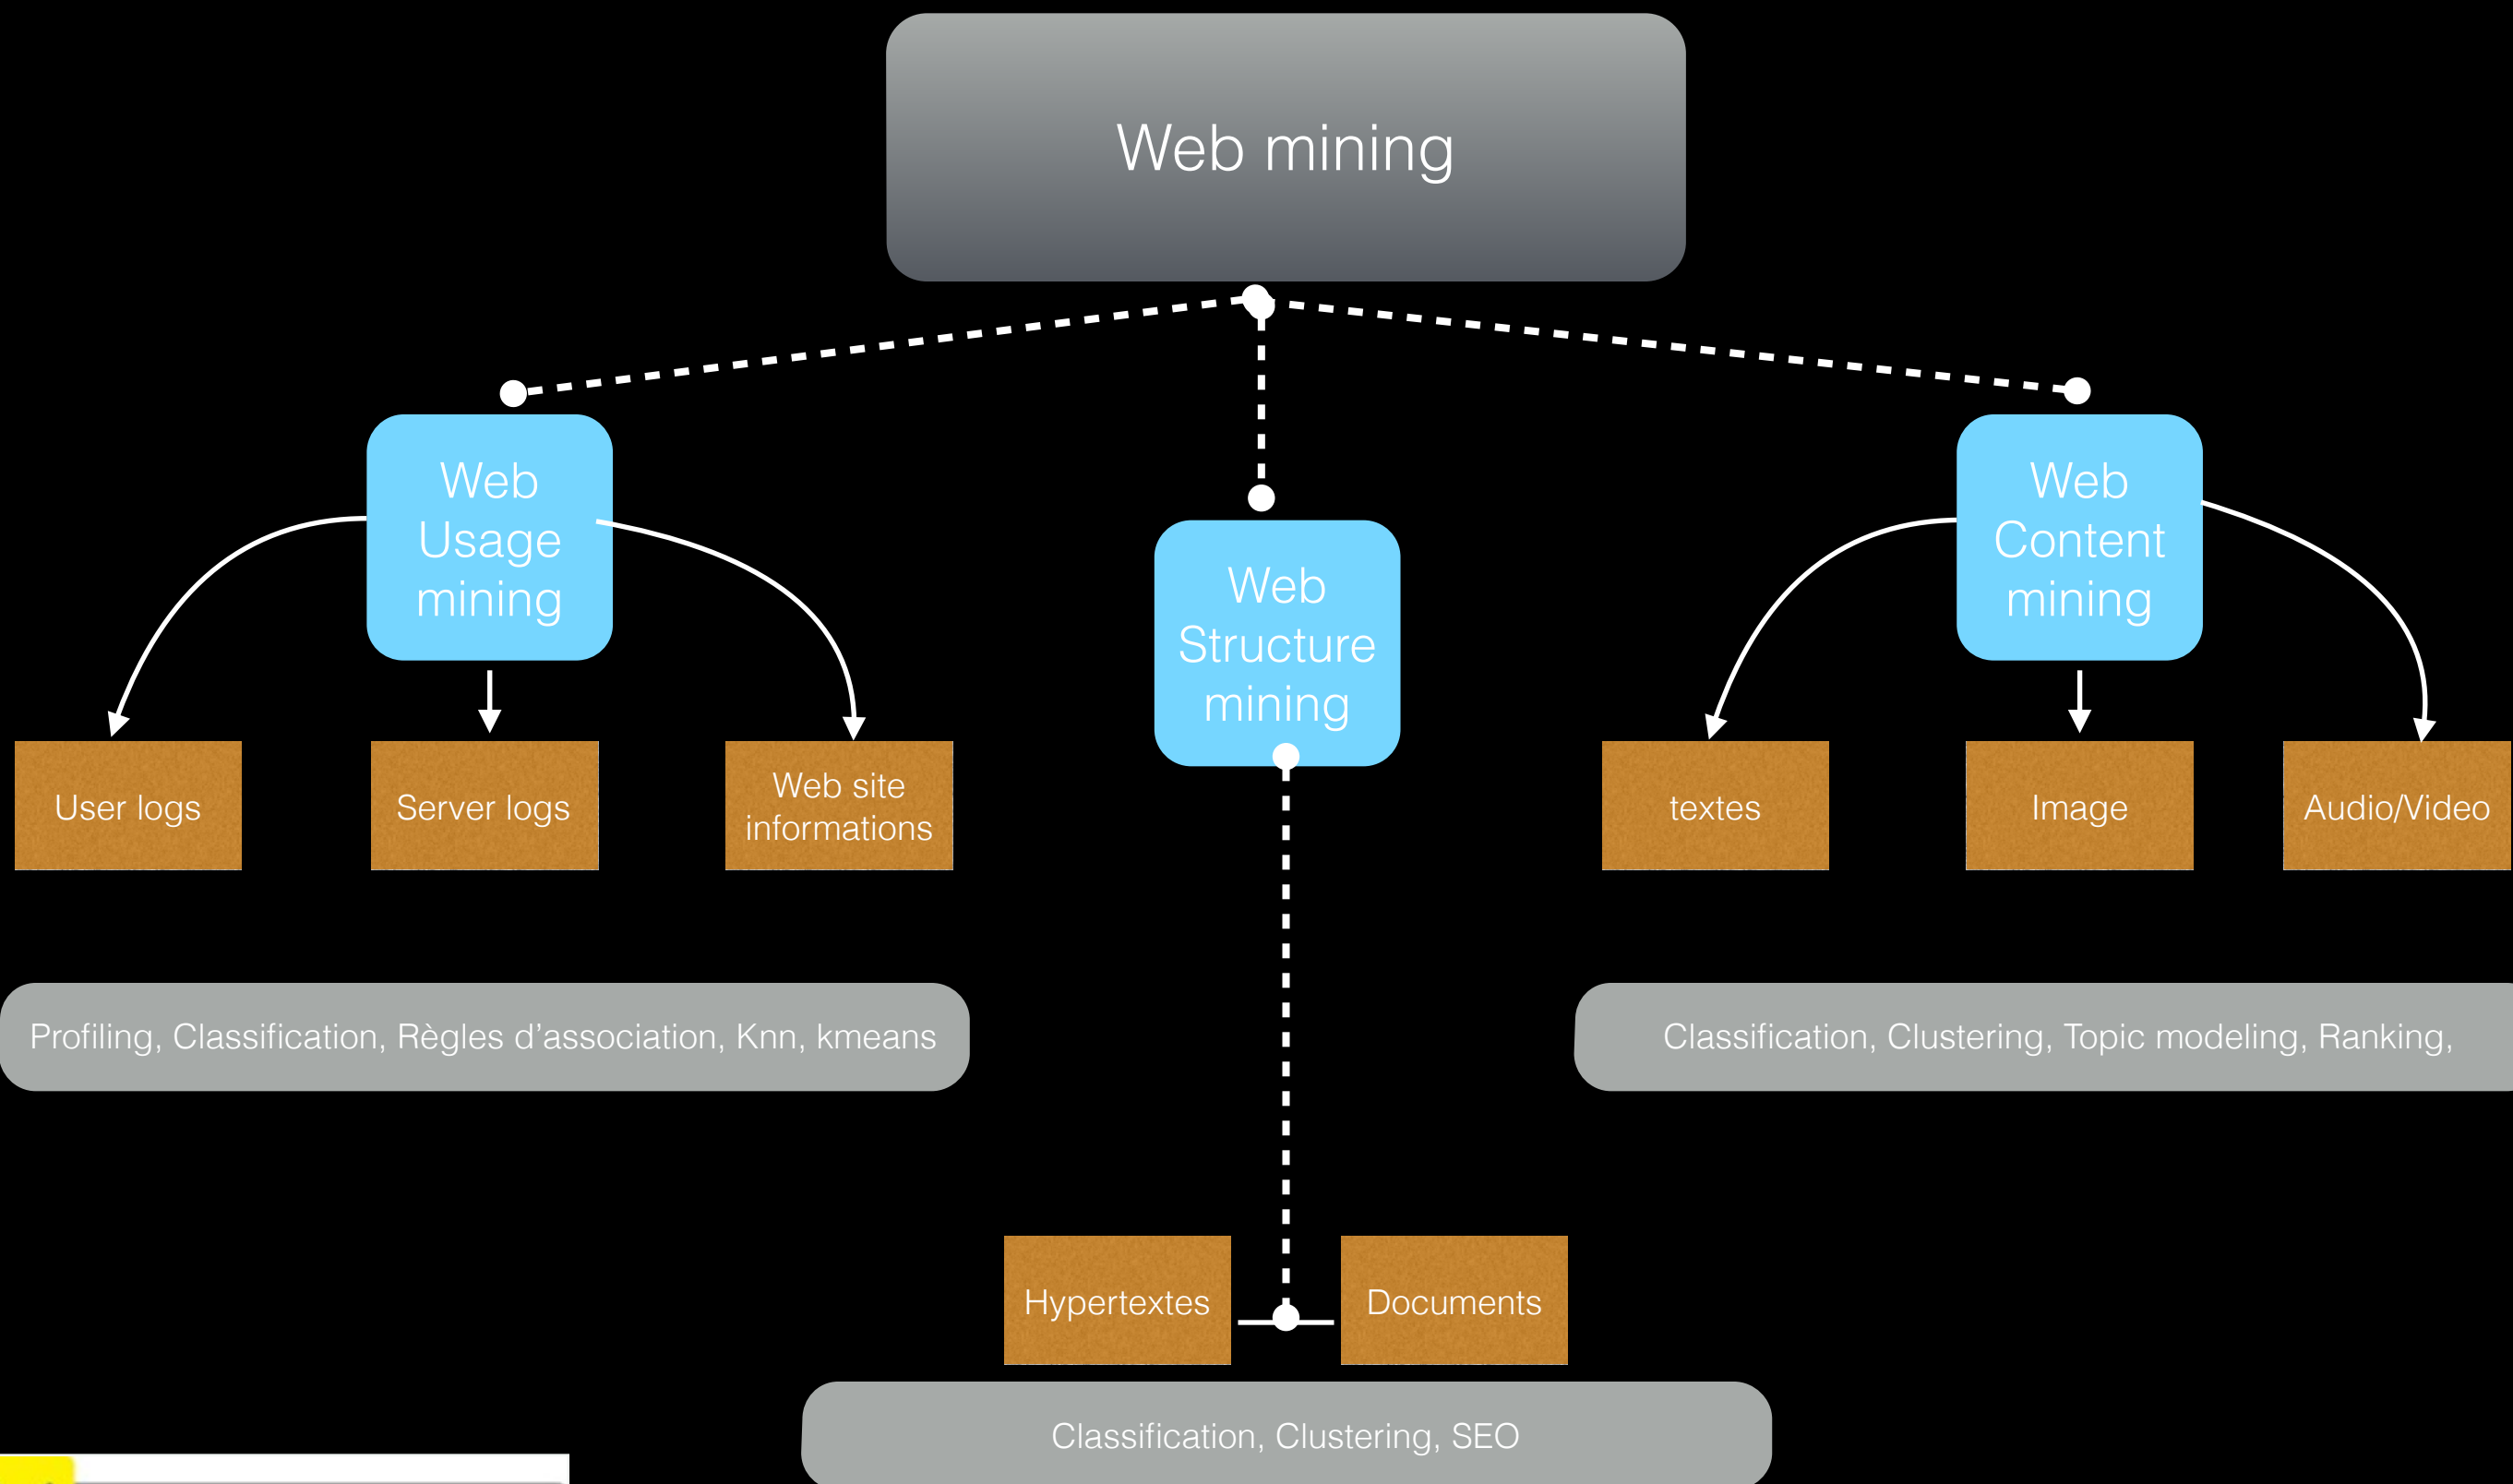 Web mining
Web
Usage
mining
Web
Structure
mining
Web
Content
mining
User logs
Server logs
Web site
informations
textes
Image
Audio/Video
Profiling, Classification, Règles d’association, Knn, kmeans
Classification, Clustering, Topic modeling, Ranking,
Hypertextes
Documents
Classification, Clustering, SEO